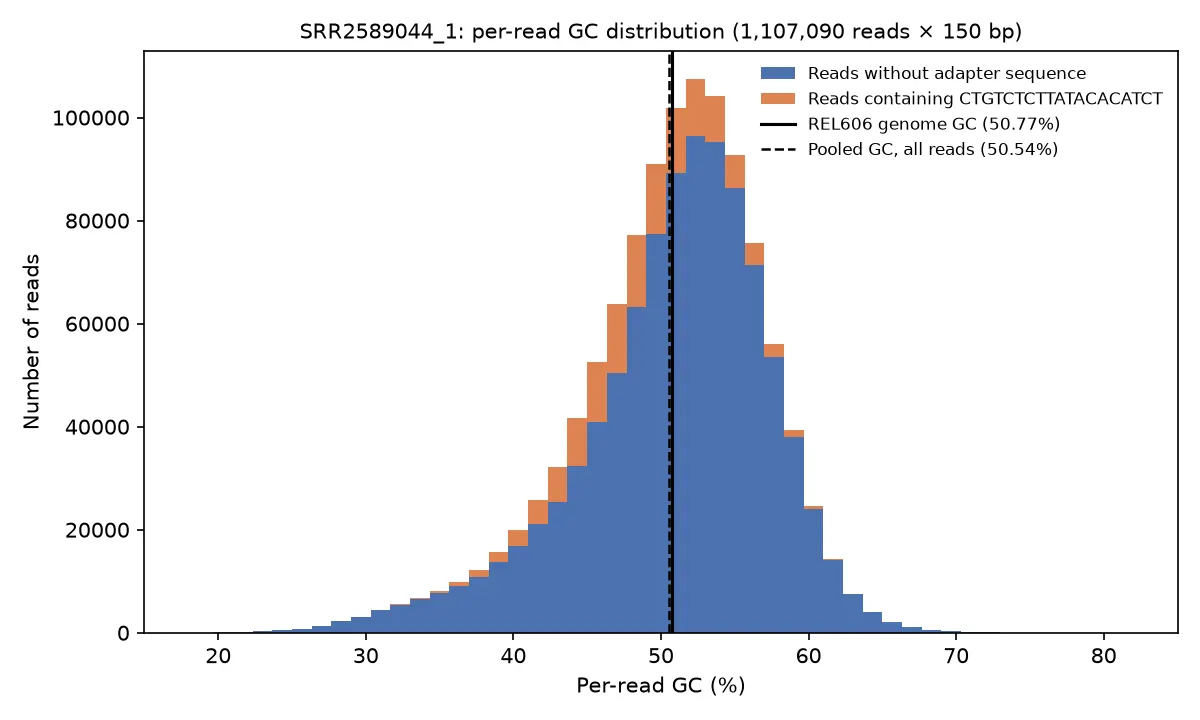 SRR2589044_1: per-read GC distribution (1,107,090 reads × 150 bp)
Reads without adapter sequence
Reads containing CTGTCTCTTATACACATCT
REL606 genome GC (50.77%)
Pooled GC, all reads (50.54%)
Number of reads
100000
80000
60000
40000
20000
0
20 30 40 50 60 70 80
Per-read GC (%)